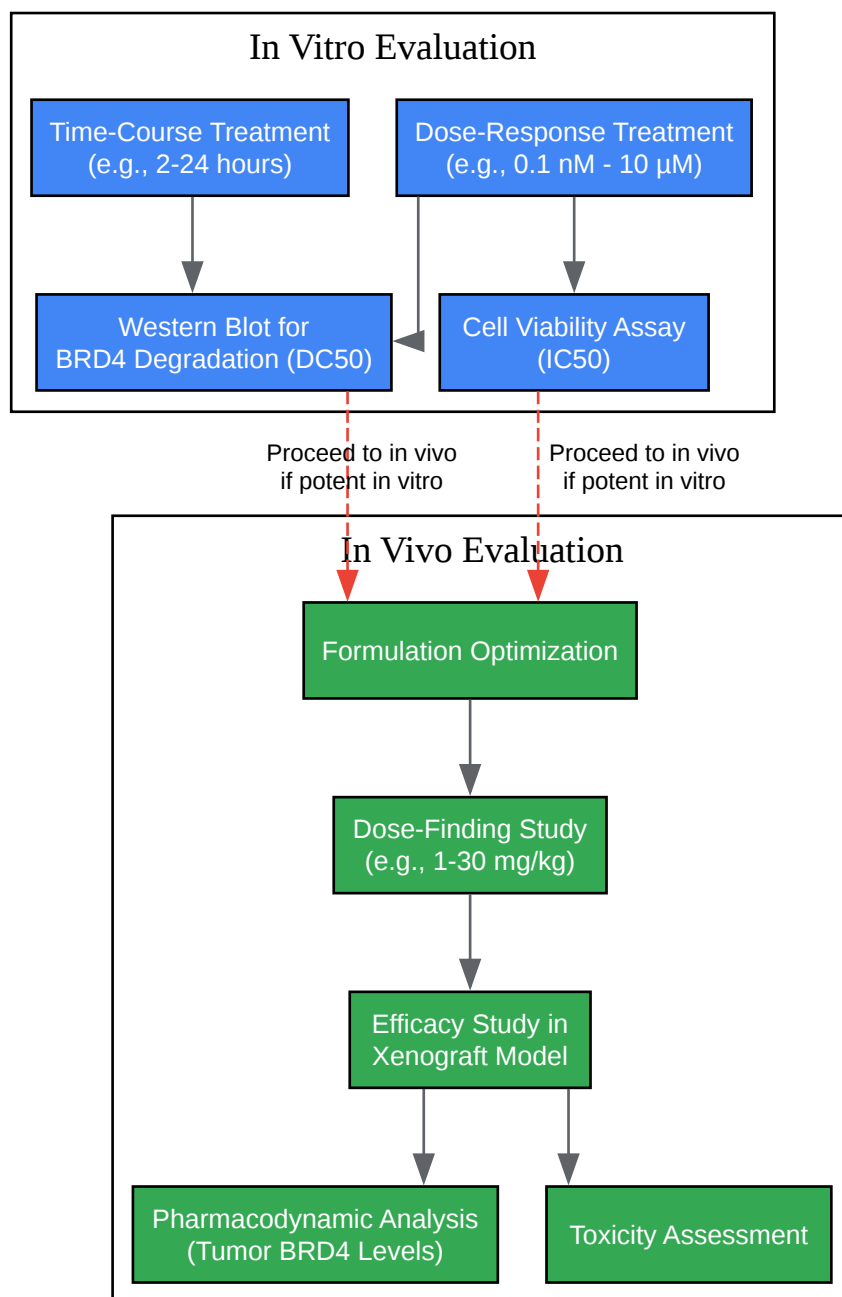 In Vitro Evaluation
Time-Course Treatment
(e.g., 2-24 hours)
Dose-Response Treatment
(e.g., 0.1 nM - 10 µM)
Western Blot for
BRD4 Degradation (DC50)
Cell Viability Assay
(IC50)
Proceed to in vivo
if potent in vitro
Proceed to in vivo
if potent in vitro
In Vivo Evaluation
Formulation Optimization
Dose-Finding Study
(e.g., 1-30 mg/kg)
Efficacy Study in
Xenograft Model
Pharmacodynamic Analysis
(Tumor BRD4 Levels)
Toxicity Assessment